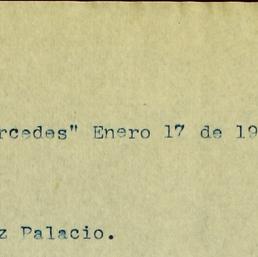 rcedes" Enero 17 de 19
z Palacio.